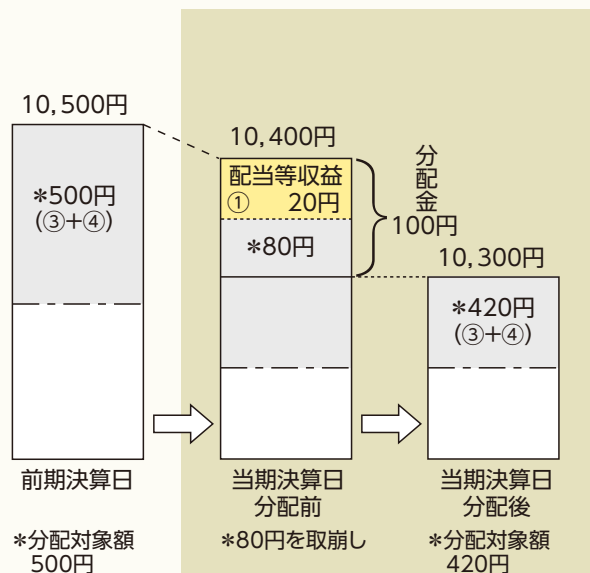 10,500円
*500円
(③+④)
前期決算日
*分配対象額
500円
10,400円
配当等収益
① 20円
*80円
分配金
100円
当期決算日
分配前
*80円を取崩し
10,300円
*420円
(③+④)
当期決算日
分配後
*分配対象額
420円